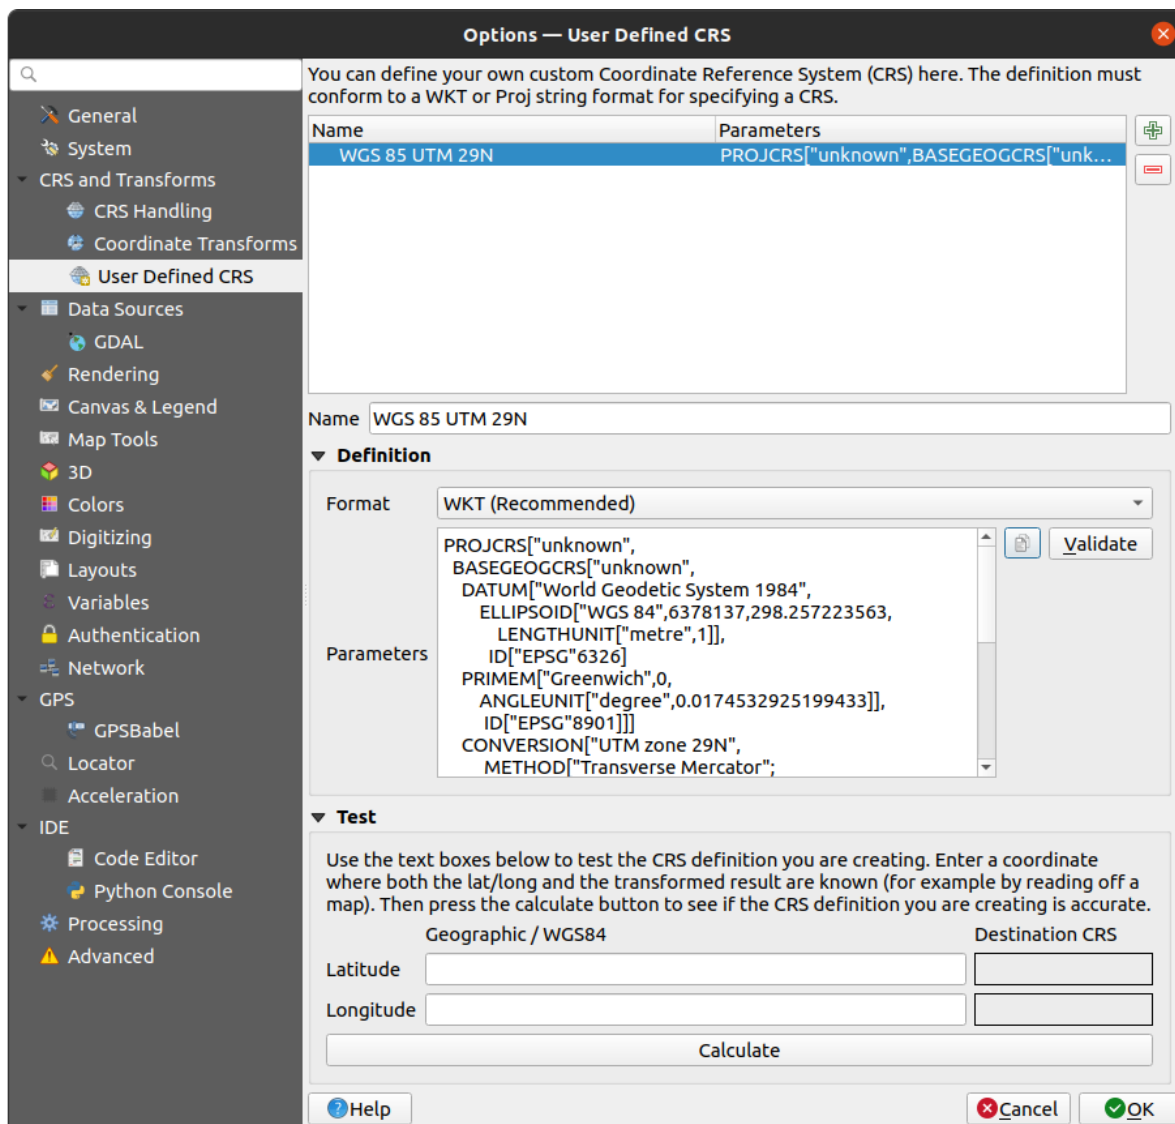 Options — User Defined CRS
General
System
CRS and Transforms
CRS Handling
Coordinate Transforms
User Defined CRS
Data Sources
GDAL
Rendering
Canvas & Legend
Map Tools
3D
Colors
Digitizing
Layouts
Variables
Authentication
Network
GPS
GPSBabel
Locator
Acceleration
IDE
Code Editor
Python Console
Processing
Advanced
You can define your own custom Coordinate Reference System (CRS) here. The definition must
conform to a WKT or Proj string format for specifying a CRS.
Name Parameters
WGS 85 UTM 29N PROJCRS["unknown",BASEGEOGCRS["unk...
Name WGS 85 UTM 29N
Definition
Format WKT (Recommended)
Parameters
PROJCRS["unknown",
BASEGEOGCRS["unknown",
DATUM["World Geodetic System 1984",
ELLIPSOID["WGS 84",6378137,298.257223563,
LENGTHUNIT["metre",1]],
ID["EPSG"6326]
PRIMEM["Greenwich",0,
ANGLEUNIT["degree",0.0174532925199433]],
ID["EPSG"8901]]]
CONVERSION["UTM zone 29N",
METHOD["Transverse Mercator";
Validate
Test
Use the text boxes below to test the CRS definition you are creating. Enter a coordinate
where both the lat/long and the transformed result are known (for example by reading off a
map). Then press the calculate button to see if the CRS definition you are creating is accurate.
Geographic / WGS84 Destination CRS
Latitude
Longitude
Calculate
Help Cancel OK